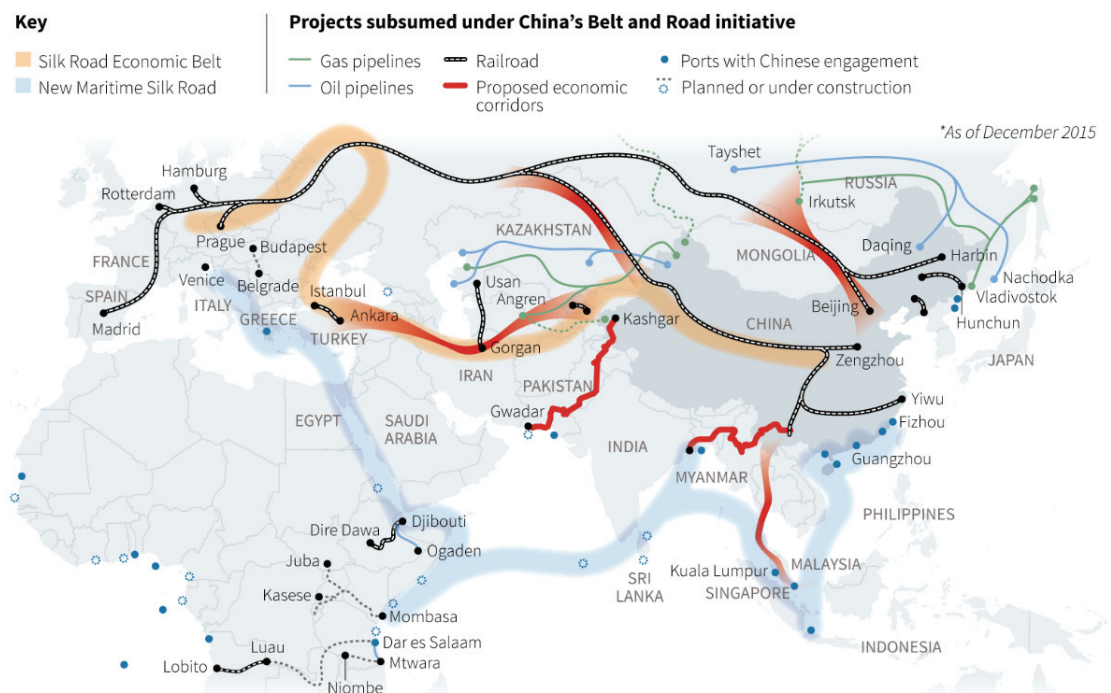 Key
Silk Road Economic Belt
New Maritime Silk Road
Projects subsumed under China's Belt and Road initiative
Gas pipelines
Oil pipelines
Railroad
Proposed economic
corridors
Ports with Chinese engagement
Planned or under construction
*As of December 2015
Tayshet
Hamburg
Rotterdam
RUSSIA
Irkutsk
Prague
Budapest
KAZAKHSTAN
MONGOLIA
Daqing
Harbin
FRANCE
Venice
Belgrade
Usan
Nachodka
SPAIN
ITALY
Istanbul
Angren
Vladivostok
GREECE
Ankara
Beijing
Madrid
TURKEY
Kashgar
CHINA
Hunchun
Gorgan
Zengzhou
JAPAN
IRAN
PAKISTAN
Gwadar
Yiwu
EGYPT
SAUDI
ARABIA
INDIA
Fizhou
Guangzhou
MYANMAR
PHILIPPINES
Djibouti
Dire Dawa
Ogaden
Juba
MALAYSIA
Kuala Lumpur
SRI
LANKA
SINGAPORE
Kasese
Mombasa
Dar es Salaam
INDONESIA
Luau
Lobito
Mtwara
Niombe